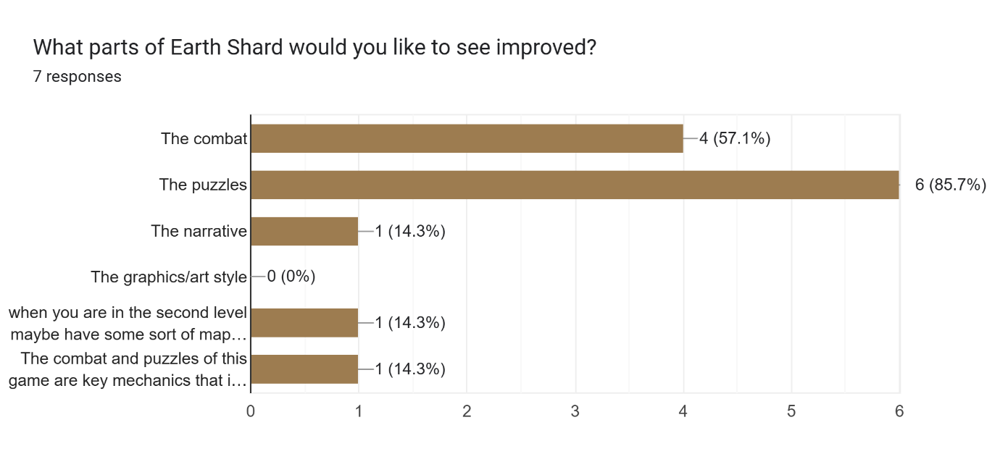 What parts of Earth Shard would you like to see improved?
7 responses
The combat
4 (57.1%)
The puzzles
6 (85.7%)
The narrative
1 (14.3%)
The graphics/art style
0 (0%)
when you are in the second level
maybe have some sort of map…
1 (14.3%)
The combat and puzzles of this
game are key mechanics that i…
1 (14.3%)
0 1 2 3 4 5 6